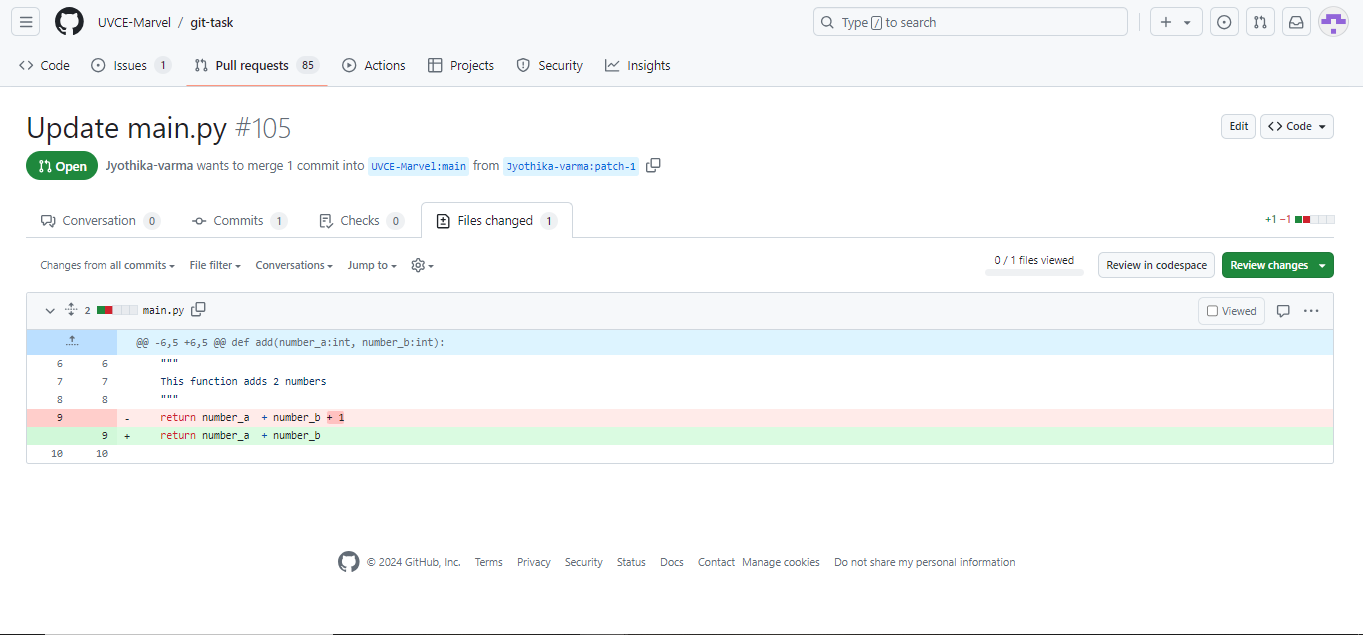 UVCE-Marvel / git-task
Type / to search
Code
Issues 1
Pull requests 85
Actions
Projects
Security
Insights
Update main.py #105
Edit
Code
Open
Jyothika-varma wants to merge 1 commit into UVCE-Marvel:main from Jyothika-varma:patch-1
Conversation 0
Commits 1
Checks 0
Files changed 1
+1 −1
Changes from all commits
File filter
Conversations
Jump to
0 / 1 files viewed
Review in codespace
Review changes
2 main.py
Viewed
@@ -6,5 +6,5 @@ def add(number_a:int, number_b:int):
6 6 """
7 7 This function adds 2 numbers
8 8 """
9 - return number_a  + number_b + 1
9 + return number_a  + number_b
10 10
© 2024 GitHub, Inc. Terms Privacy Security Status Docs Contact Manage cookies Do not share my personal information